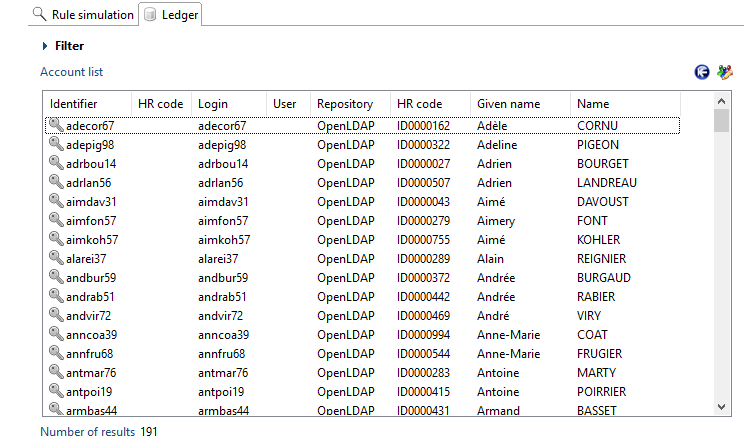 Rule simulation Ledger
Filter
Account list
Identifier HR code Login User Repository HR code Given name Name
adecor67 adecor67 OpenLDAP ID0000162 Adèle CORNU
adepig98 adepig98 OpenLDAP ID0000322 Adeline PIGEON
adrbou14 adrbou14 OpenLDAP ID0000027 Adrien BOURGET
adrlan56 adrlan56 OpenLDAP ID0000507 Adrien LANDREAU
aimdav31 aimdav31 OpenLDAP ID0000043 Aimé DAVOUST
aimfon57 aimfon57 OpenLDAP ID0000279 Aimery FONT
aimkoh57 aimkoh57 OpenLDAP ID0000755 Aimé KOHLER
alarei37 alarei37 OpenLDAP ID0000289 Alain REIGNIER
andbur59 andbur59 OpenLDAP ID0000372 Andrée BURGAUD
andrab51 andrab51 OpenLDAP ID0000442 Andrée RABIER
andvir72 andvir72 OpenLDAP ID0000469 André VIRY
anncoa39 anncoa39 OpenLDAP ID0000994 Anne-Marie COAT
annfru68 annfru68 OpenLDAP ID0000544 Anne-Marie FRUGIER
antmar76 antmar76 OpenLDAP ID0000283 Antoine MARTY
antpoi19 antpoi19 OpenLDAP ID0000415 Antoine POIRRIER
armbas44 armbas44 OpenLDAP ID0000431 Armand BASSET
Number of results 191